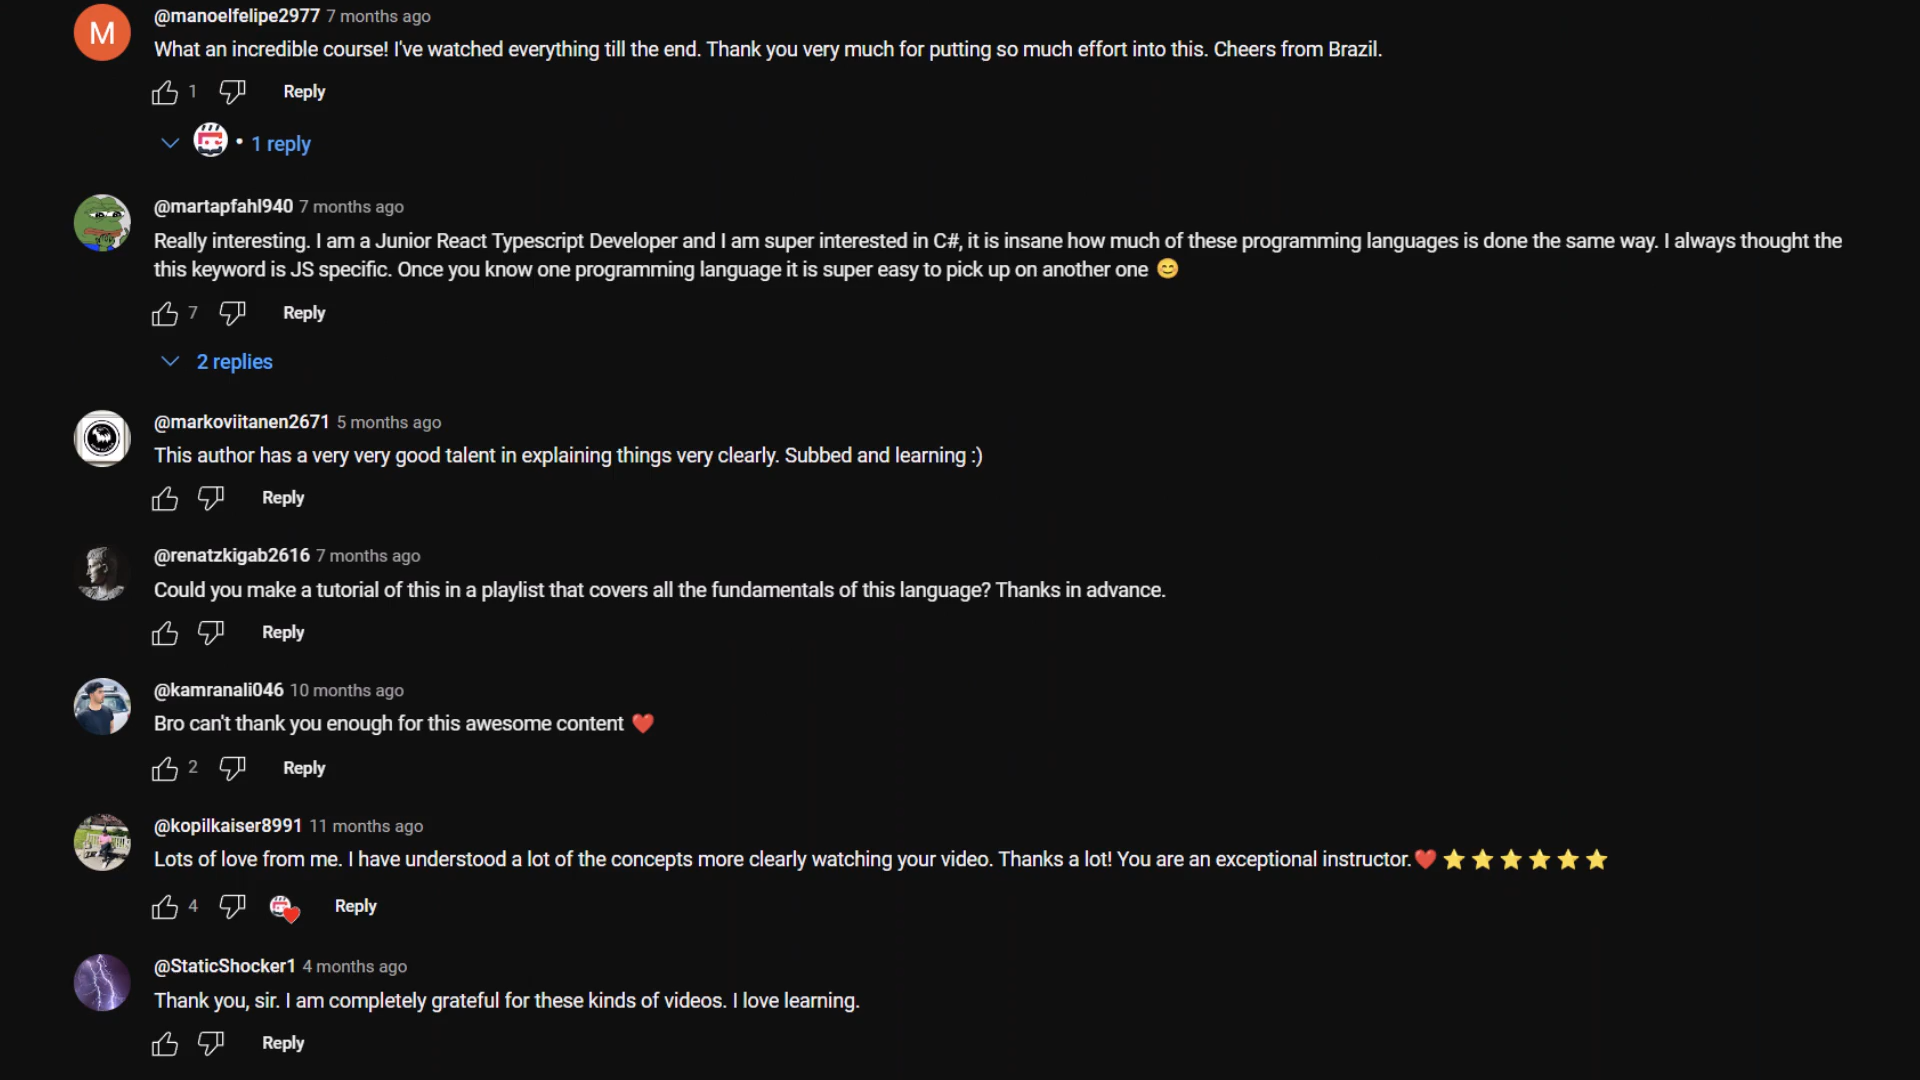 M
@manoelfelipe2977 7 months ago
What an incredible course! I've watched everything till the end. Thank you very much for putting so much effort into this. Cheers from Brazil.
1 Reply
• 1 reply
@martapfahl940 7 months ago
Really interesting. I am a Junior React Typescript Developer and I am super interested in C#, it is insane how much of these programming languages is done the same way. I always thought the
this keyword is JS specific. Once you know one programming language it is super easy to pick up on another one 😊
7 Reply
2 replies
@markoviitanen2671 5 months ago
This author has a very very good talent in explaining things very clearly. Subbed and learning :)
Reply
@renatzkigab2616 7 months ago
Could you make a tutorial of this in a playlist that covers all the fundamentals of this language? Thanks in advance.
Reply
@kamranali046 10 months ago
Bro can't thank you enough for this awesome content ❤️
2 Reply
@kopilkaiser8991 11 months ago
Lots of love from me. I have understood a lot of the concepts more clearly watching your video. Thanks a lot! You are an exceptional instructor.❤️⭐⭐⭐⭐⭐⭐
4 Reply
@StaticShocker1 4 months ago
Thank you, sir. I am completely grateful for these kinds of videos. I love learning.
Reply